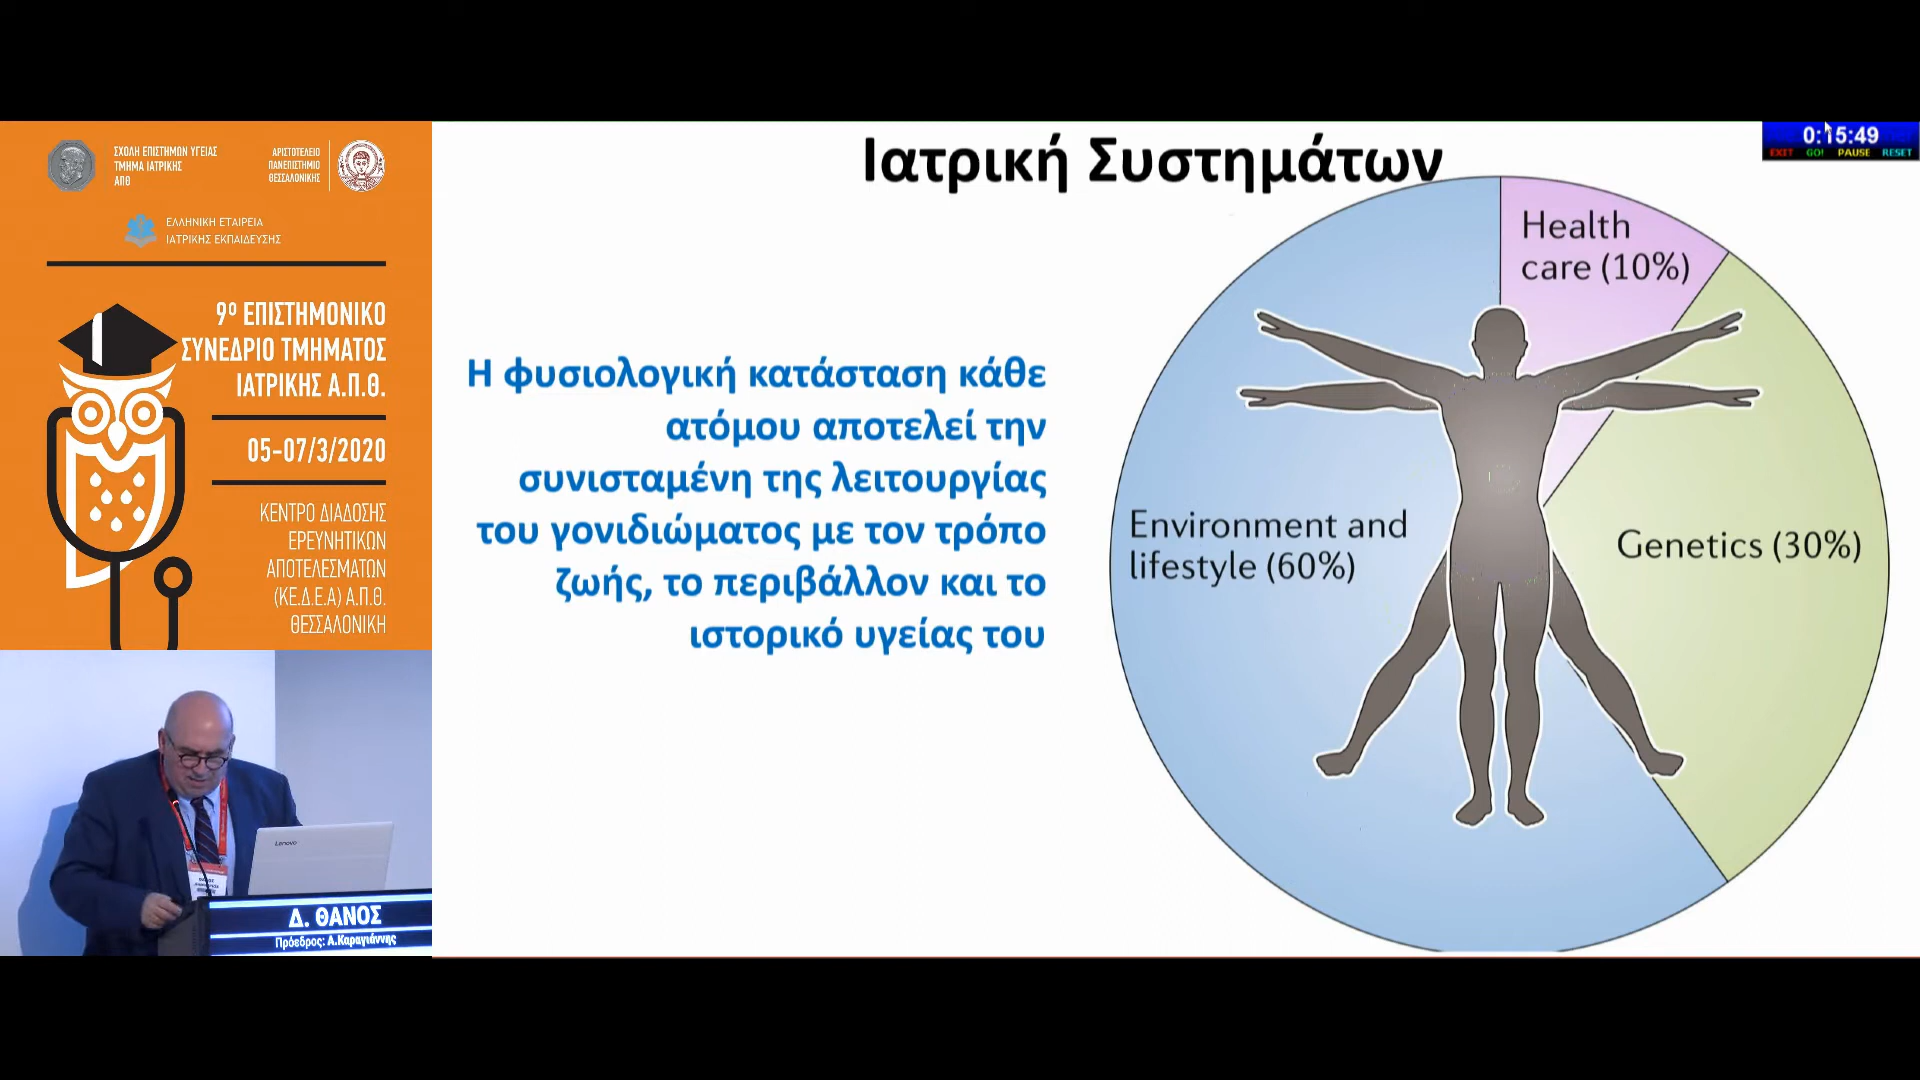 ΣΧΟΛΗ ΕΠΙΣΤΗΜΩΝ ΥΓΕΙΑΣ
ΤΜΗΜΑ ΙΑΤΡΙΚΗΣ
ΑΠΘ
ΑΡΙΣΤΟΤΕΛΕΙΟ
ΠΑΝΕΠΙΣΤΗΜΙΟ
ΘΕΣΣΑΛΟΝΙΚΗΣ
ΕΛΛΗΝΙΚΗ ΕΤΑΙΡΕΙΑ
ΙΑΤΡΙΚΗΣ ΕΚΠΑΙΔΕΥΣΗΣ
9ο ΕΠΙΣΤΗΜΟΝΙΚΟ
ΣΥΝΕΔΡΙΟ ΤΜΗΜΑΤΟΣ
ΙΑΤΡΙΚΗΣ Α.Π.Θ.
05-07/3/2020
ΚΕΝΤΡΟ ΔΙΑΔΟΣΗΣ
ΕΡΕΥΝΗΤΙΚΩΝ
ΑΠΟΤΕΛΕΣΜΑΤΩΝ
(ΚΕ.Δ.Ε.Α) Α.Π.Θ.
ΘΕΣΣΑΛΟΝΙΚΗ
Lenovo
Δ. ΘΑΝΟΣ
Πρόεδρος: Α.Καραγιάννης
Ιατρική Συστημάτων
0:15:49
EXIT GO! PAUSE RESET
Η φυσιολογική κατάσταση κάθε
ατόμου αποτελεί την
συνισταμένη της λειτουργίας
του γονιδιώματος με τον τρόπο
ζωής, το περιβάλλον και το
ιστορικό υγείας του
Health
care (10%)
Environment and
lifestyle (60%)
Genetics (30%)